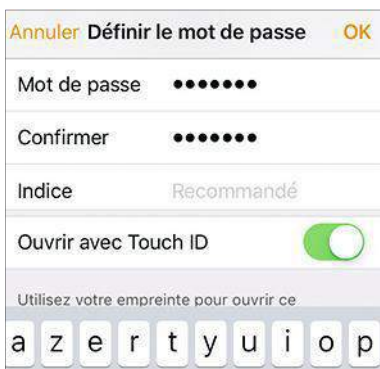 Annuler Définir le mot de passe OK
Mot de passe •••••••
Confirmer •••••••
Indice Recommandé
Ouvrir avec Touch ID
Utilisez votre empreinte pour ouvrir ce
a z e r t y u i o p